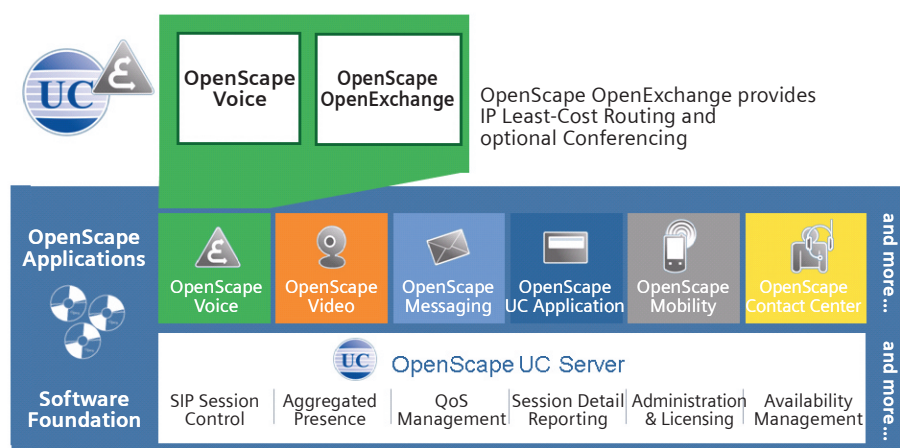 UC
OpenScape
Voice
OpenScape
OpenExchange
OpenScape OpenExchange provides
IP Least-Cost Routing and
optional Conferencing
OpenScape
Applications
OpenScape
Voice
OpenScape
Video
OpenScape
Messaging
OpenScape
UC Application
OpenScape
Mobility
OpenScape
Contact Center
and more...
Software
Foundation
UC
OpenScape UC Server
SIP Session
Control
Aggregated
Presence
QoS
Management
Session Detail
Reporting
Administration
& Licensing
Availability
Management
and more...